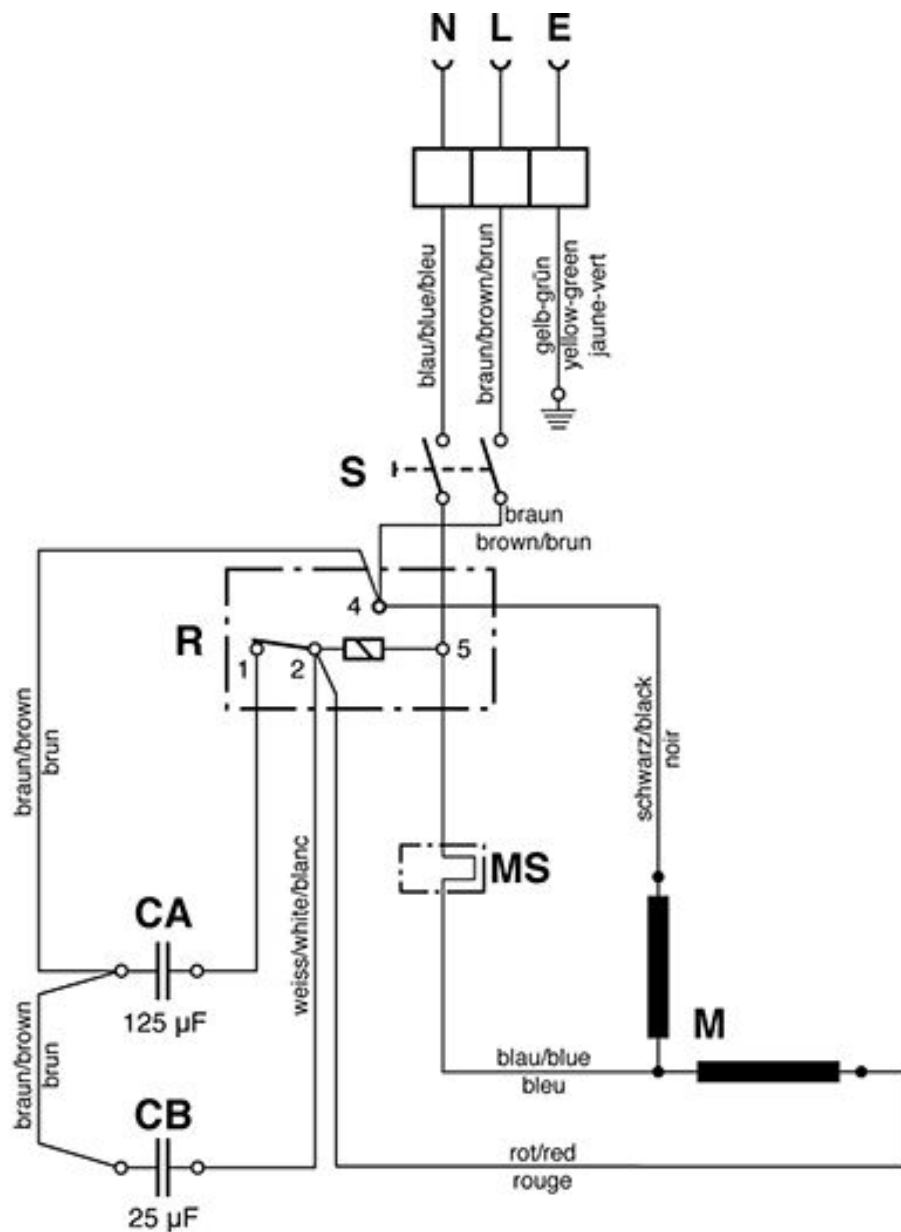 N L E
blau/blue/bleu
braun/brown/brun
gelb-grün
yellow-green
jaune-vert
S
braun
brown/brun
4
R
1
2
5
braun/brown
brun
schwarz/black
noir
weiss/white/blanc
MS
CA
125 µF
M
braun/brown
brun
blau/blue
bleu
CB
25 µF
rot/red
rouge